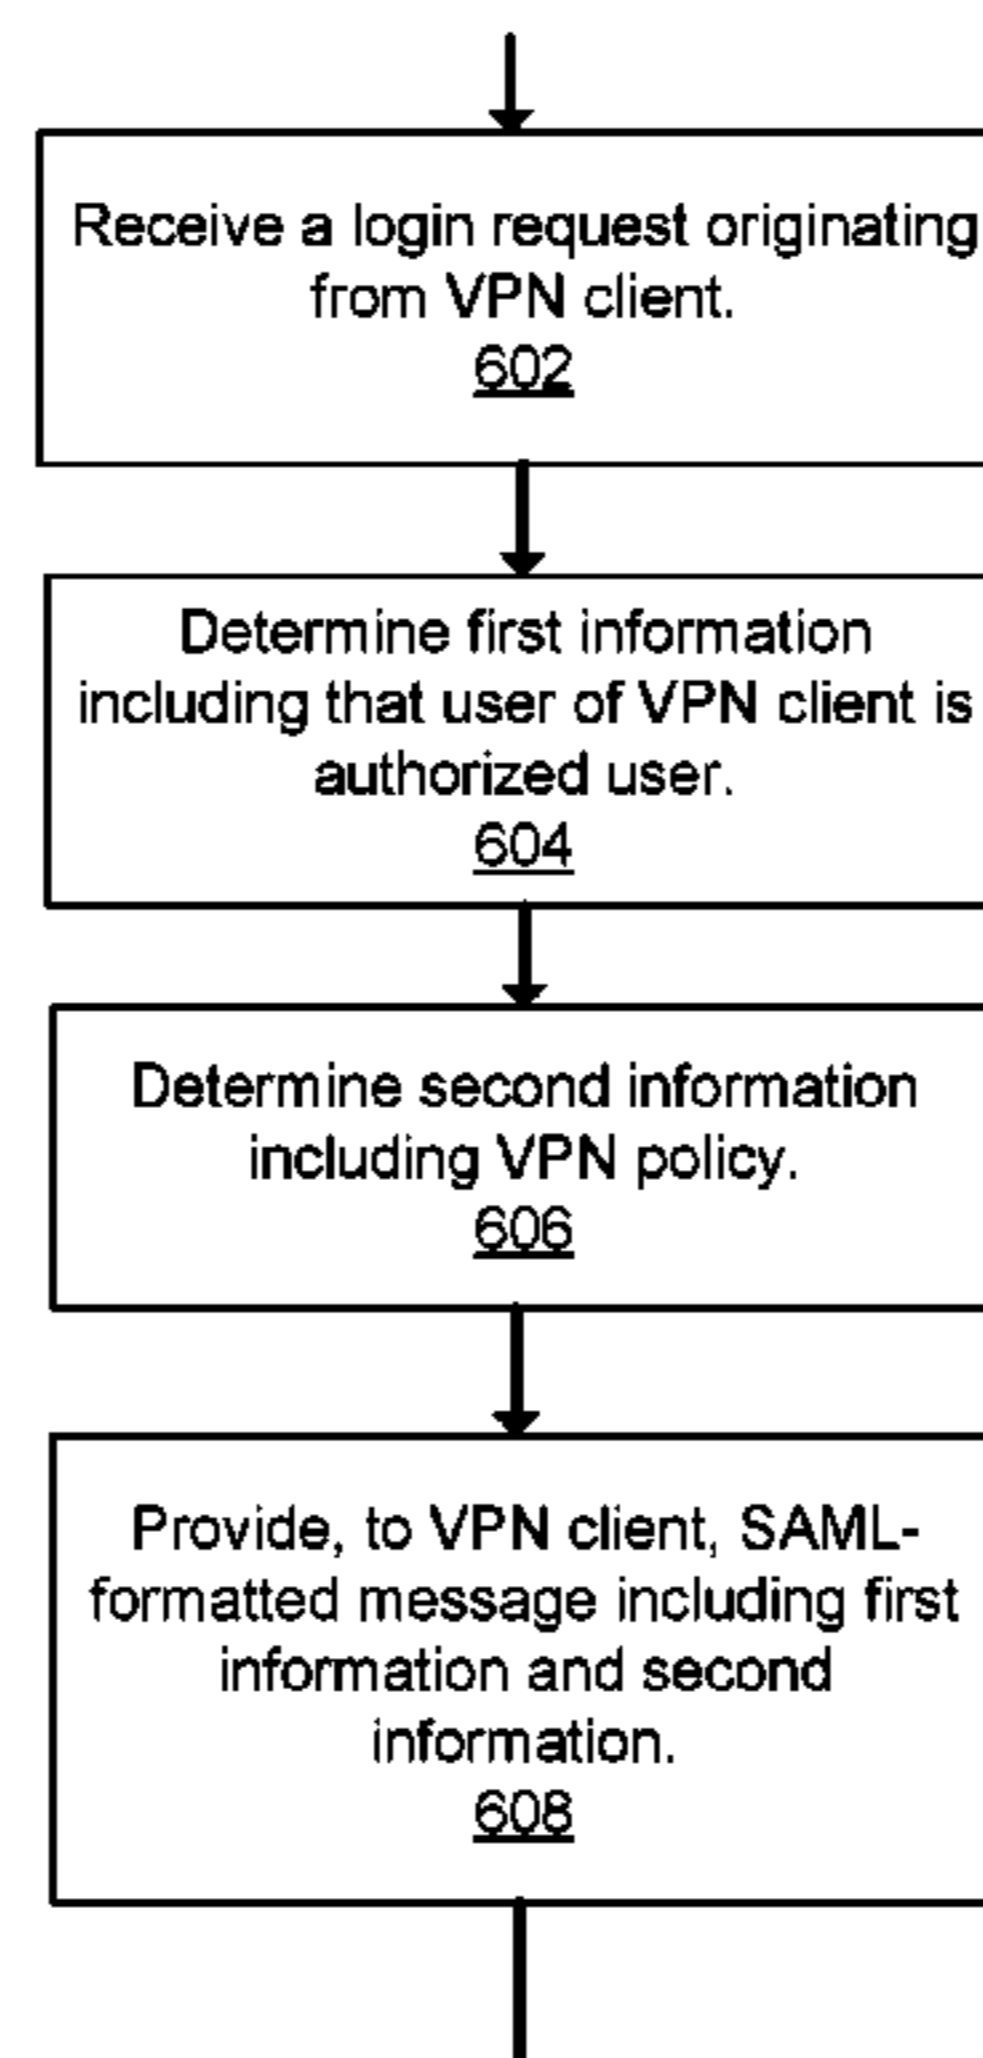 Receive a login request originating
from VPN client.
602
Determine first information
including that user of VPN client is
authorized user.
604
Determine second information
including VPN policy.
606
Provide, to VPN client, SAML-
formatted message including first
information and second
information.
608